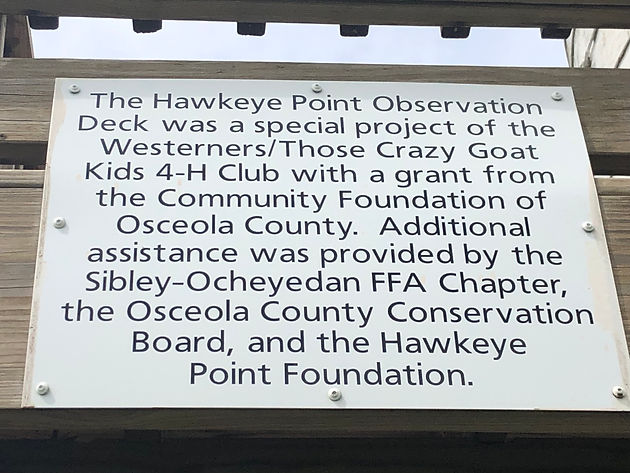 The Hawkeye Point Observation
Deck was a special project of the
Westerners/Those Crazy Goat
Kids 4-H Club with a grant from
the Community Foundation of
Osceola County. Additional
assistance was provided by the
Sibley-Ocheyedan FFA Chapter,
the Osceola County Conservation
Board, and the Hawkeye
Point Foundation.